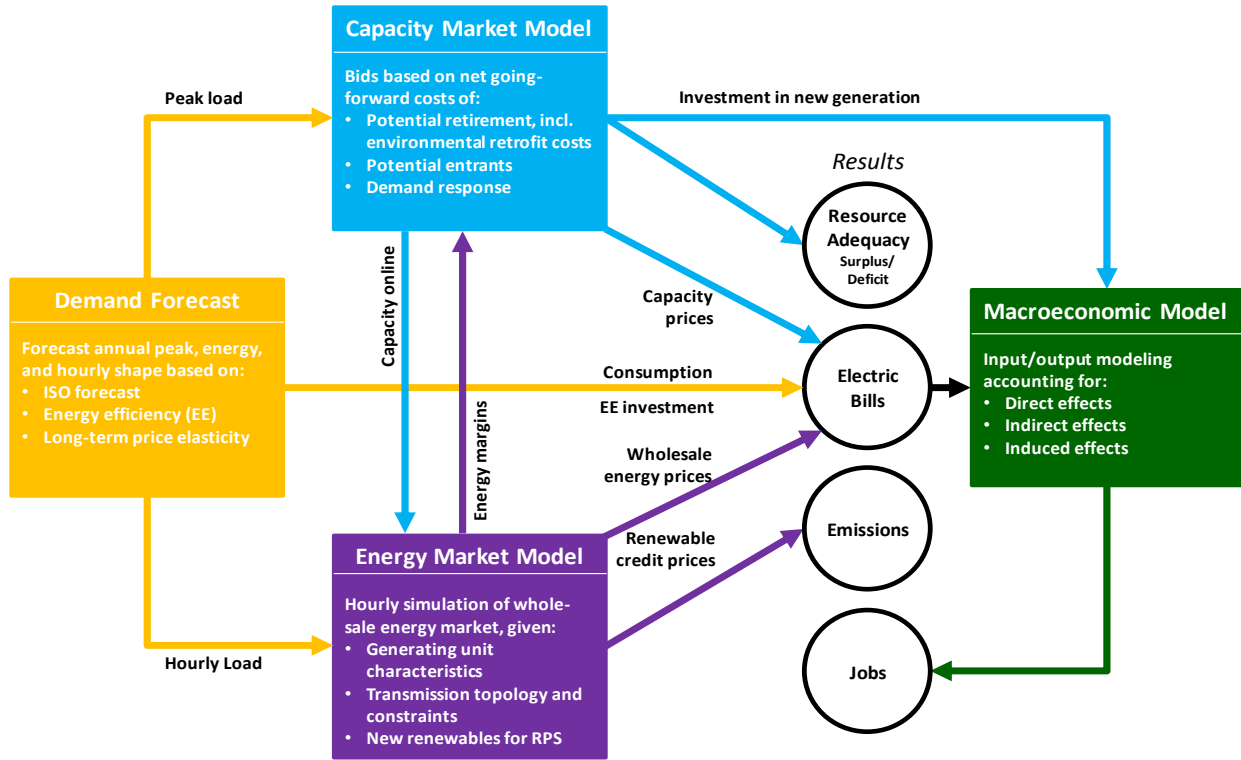 Capacity Market Model
Bids based on net going-
forward costs of:
• Potential retirement, incl.
environmental retrofit costs
• Potential entrants
• Demand response
Peak load
Investment in new generation
Results
Resource
Adequacy
Surplus/
Deficit
Capacity online
Energy margins
Capacity
prices
Demand Forecast
Forecast annual peak, energy,
and hourly shape based on:
• ISO forecast
• Energy efficiency (EE)
• Long-term price elasticity
Consumption
EE investment
Electric
Bills
Macroeconomic Model
Input/output modeling
accounting for:
• Direct effects
• Indirect effects
• Induced effects
Wholesale
energy prices
Renewable
credit prices
Emissions
Energy Market Model
Hourly simulation of whole-
sale energy market, given:
• Generating unit
characteristics
• Transmission topology and
constraints
• New renewables for RPS
Hourly Load
Jobs